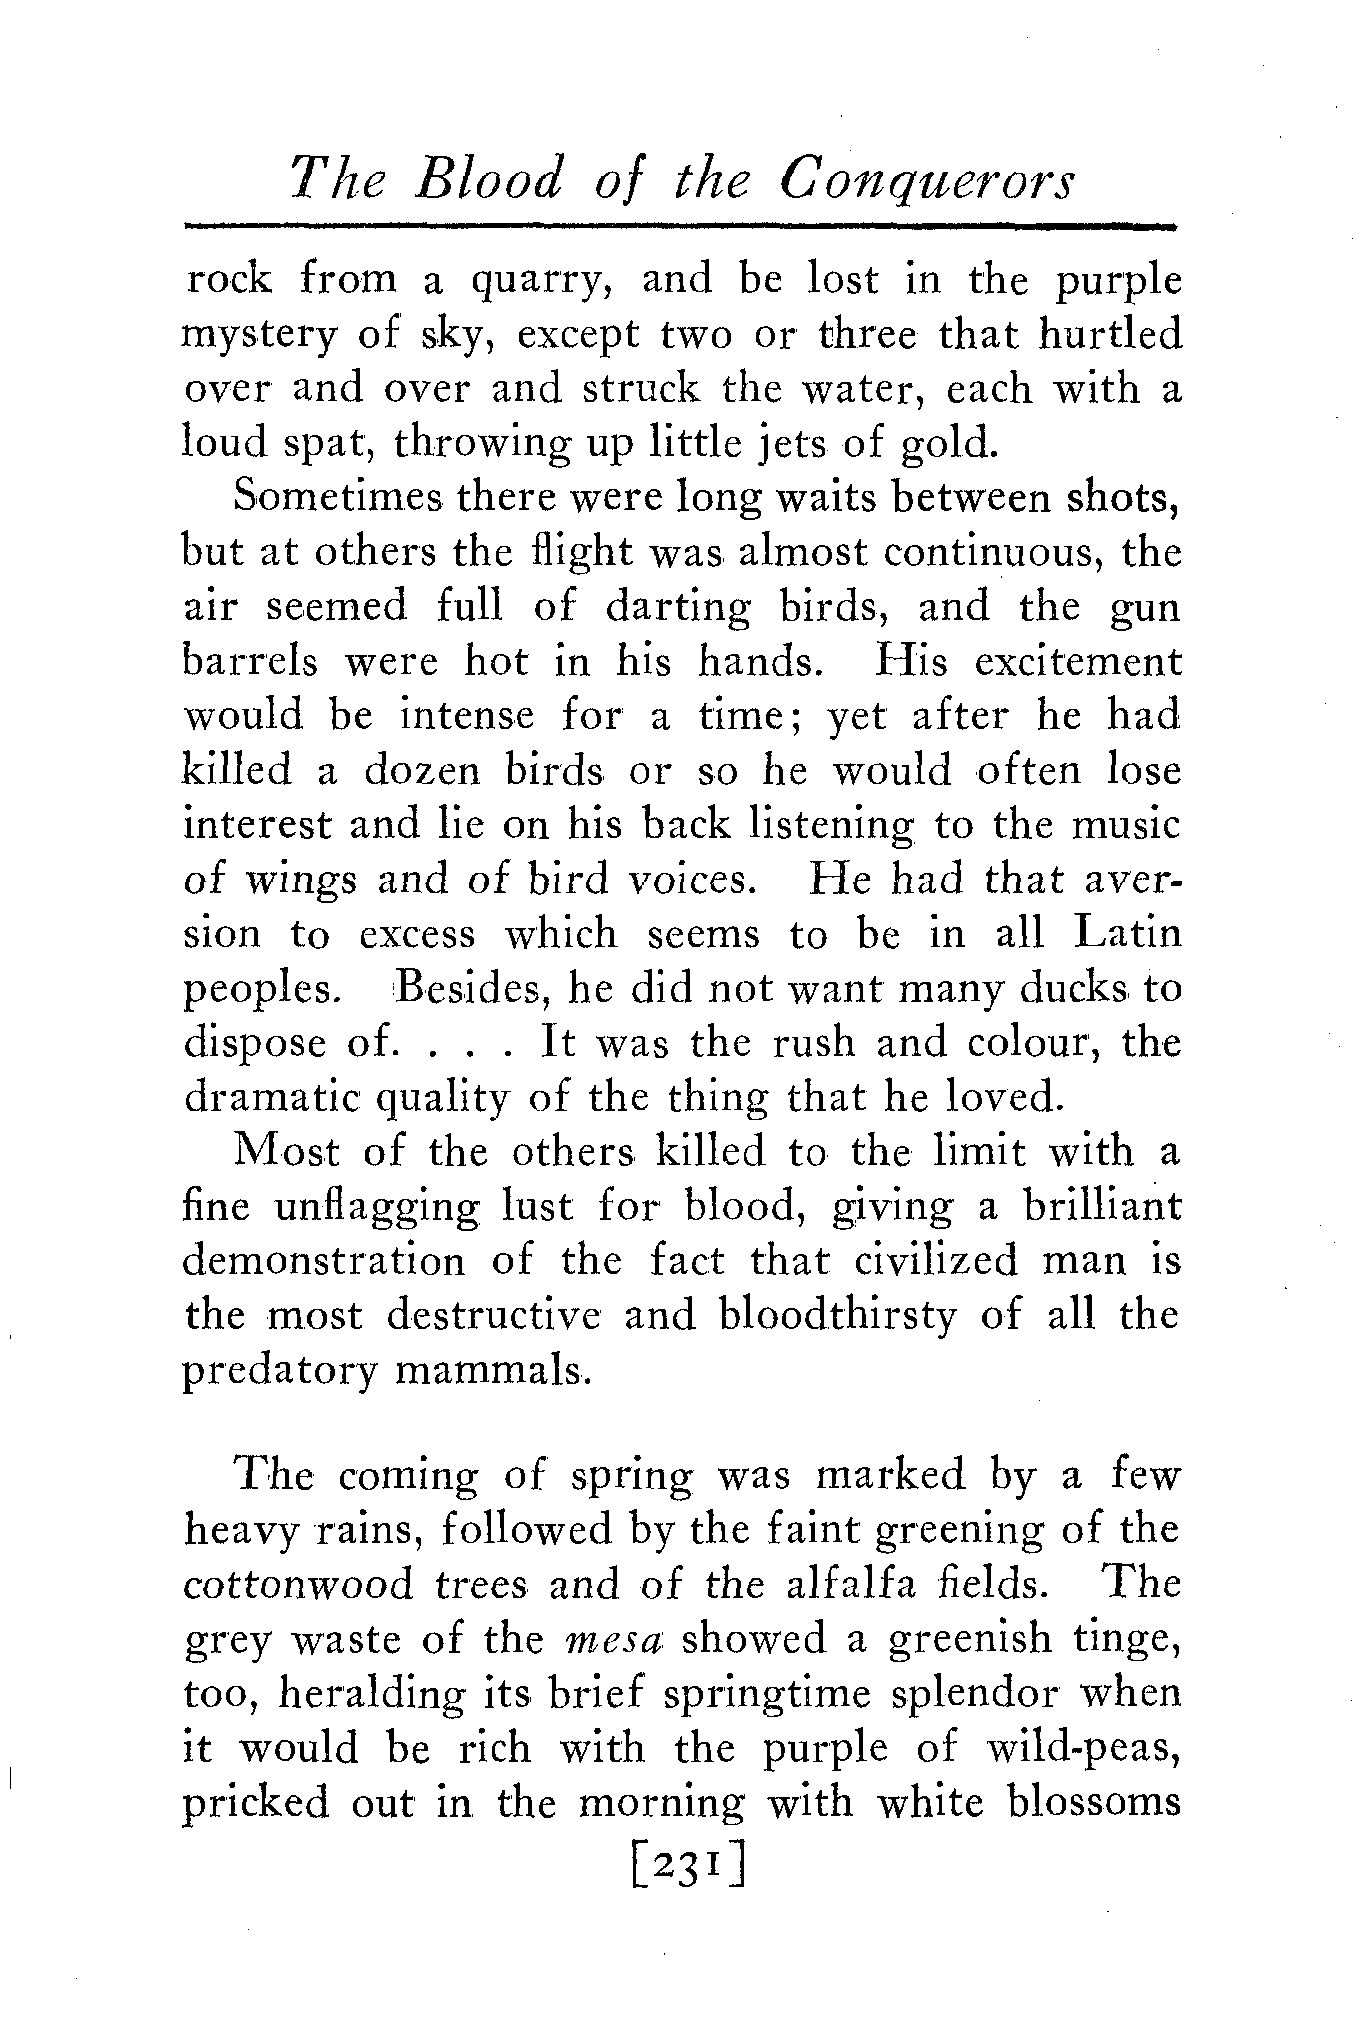 The Blood of the Conquerors
rock from a quarry, and be lost in the purple
mystery of sky, except two or three that hurtled
over and over and struck the water, each with a
loud spat, throwing up little jets of gold.
Sometimes there were long waits between shots,
but at others the flight was almost continuous, the
air seemed full of darting birds, and the gun
barrels were hot in his hands. His excitement
would be intense for a time; yet after he had
killed a dozen birds or so he would often lose
interest and lie on his back listening to the music
of wings and of bird voices. He had that aver-
sion to excess which seems to be in all Latin
peoples. Besides, he did not want many ducks to
dispose of. . . . It was the rush and colour, the
dramatic quality of the thing that he loved.
Most of the others killed to the limit with a
fine unflagging lust for blood, giving a brilliant
demonstration of the fact that civilized man is
the most destructive and bloodthirsty of all the
predatory mammals.
The coming of spring was marked by a few
heavy rains, followed by the faint greening of the
cottonwood trees and of the alfalfa fields. The
grey waste of the mesa showed a greenish tinge,
too, heralding its brief springtime splendor when
it would be rich with the purple of wild-peas,
pricked out in the morning with white blossoms
[231]